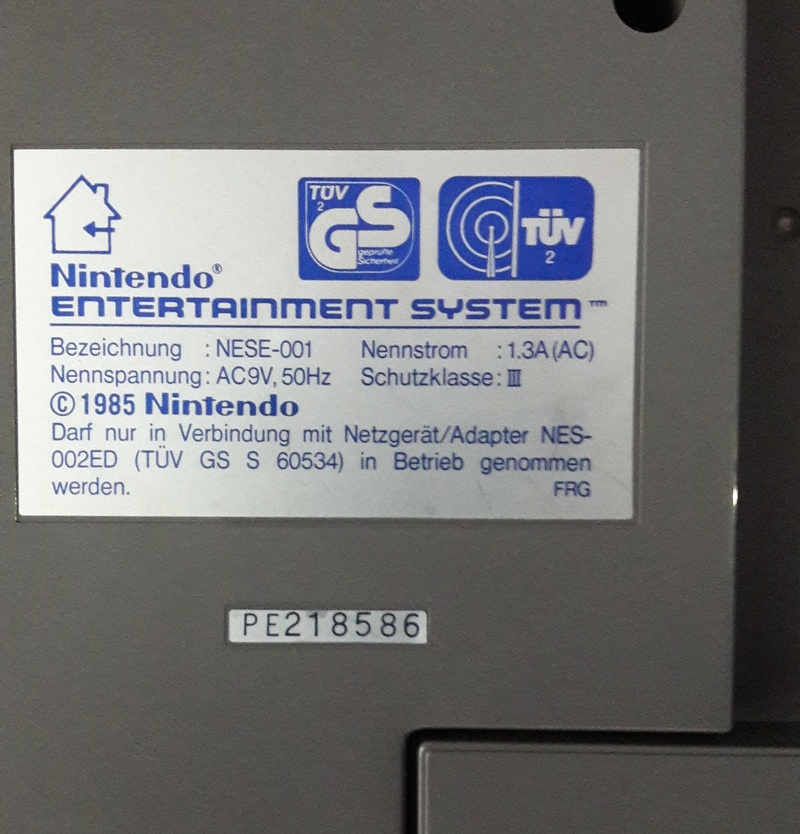 TÜV
2
GS
geprüfte
Sicherheit
TÜV
2
Nintendo®
ENTERTAINMENT SYSTEM™
Bezeichnung : NESE-001 Nennstrom : 1.3A (AC)
Nennspannung : AC9V, 50Hz Schutzklasse : III
© 1985 Nintendo
Darf nur in Verbindung mit Netzgerät/Adapter NES-
002ED (TÜV GS S 60534) in Betrieb genommen
werden. FRG
PE218586